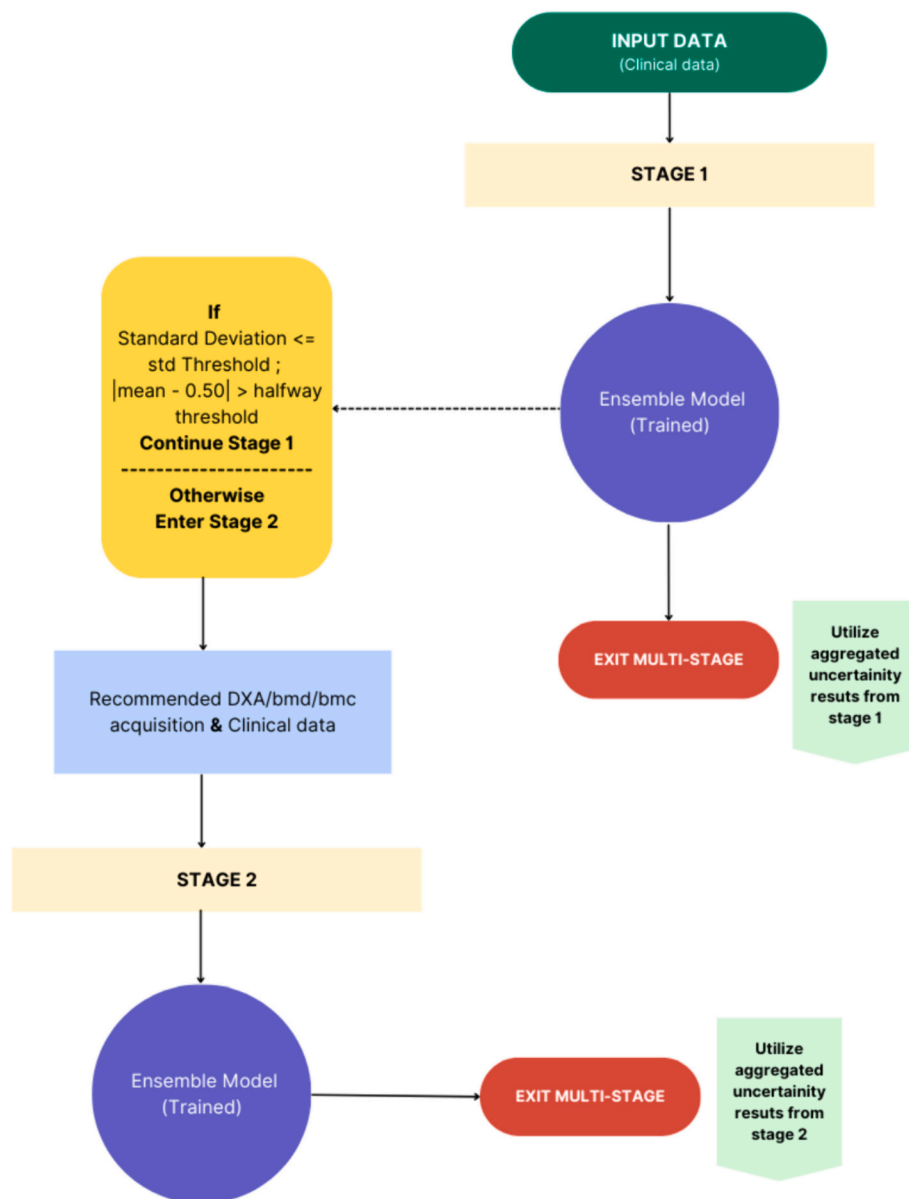 INPUT DATA
(Clinical data)
STAGE 1
If
Standard Deviation <=
std Threshold ;
|mean - 0.50| > halfway
threshold
Continue Stage 1
----------------------
Otherwise
Enter Stage 2
Ensemble Model
(Trained)
EXIT MULTI-STAGE
Utilize
aggregated
uncertainity
resuts from
stage 1
Recommended DXA/bmd/bmc
acquisition & Clinical data
STAGE 2
Ensemble Model
(Trained)
EXIT MULTI-STAGE
Utilize
aggregated
uncertainity
resuts from
stage 2